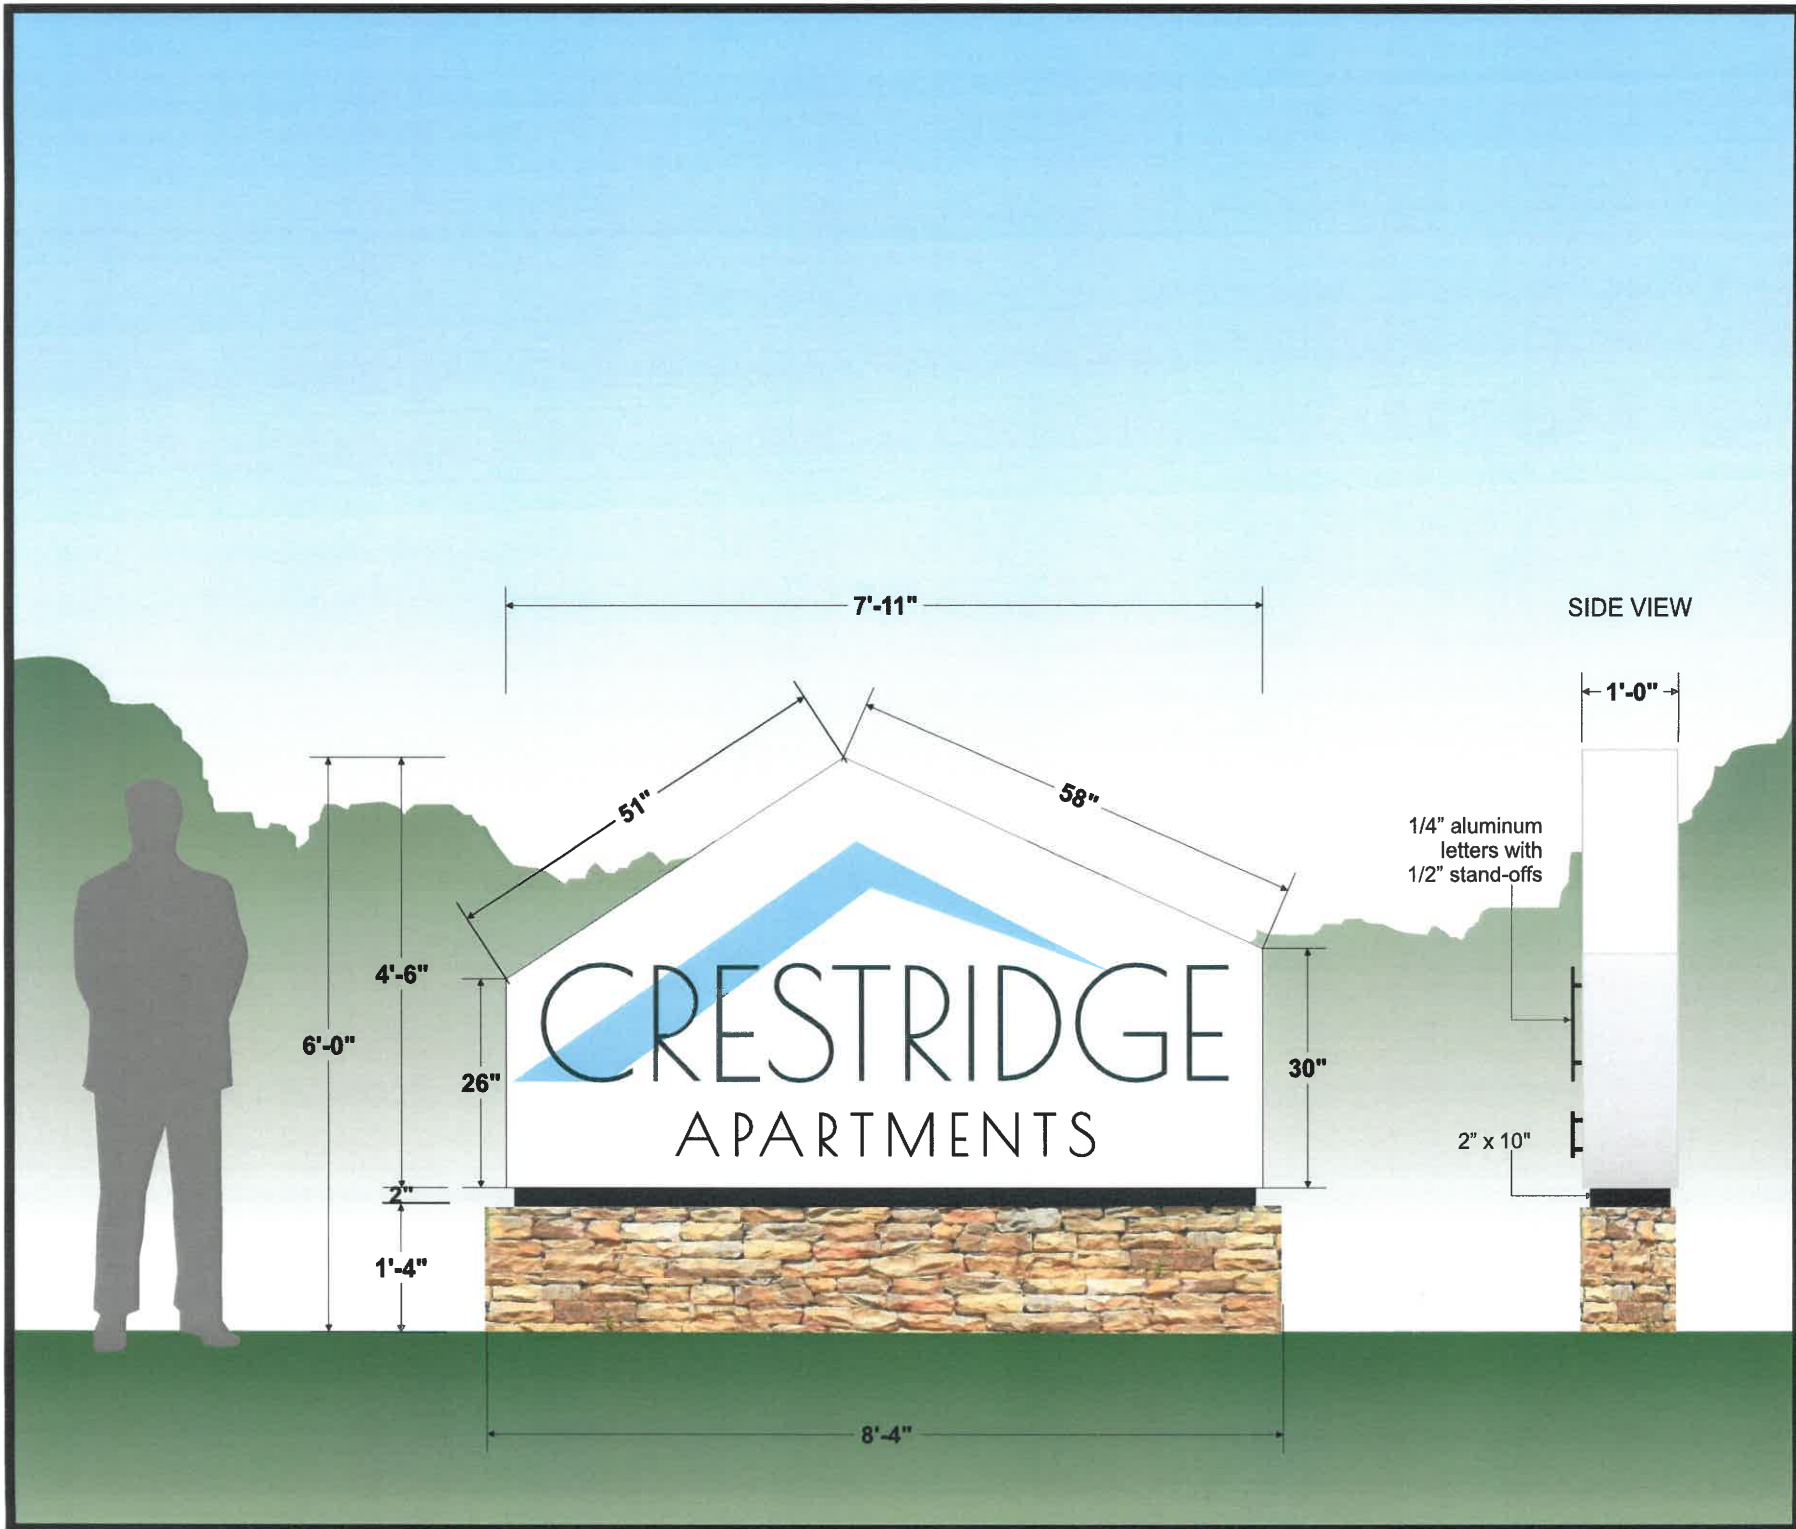 7'-11"
SIDE VIEW
1'-0"
51"
58"
1/4” aluminum
letters with
1/2” stand-offs
4'-6"
6'-0"
26"
30"
CRESTRIDGE
APARTMENTS
2” x 10"
2"
1'-4"
8'-4"